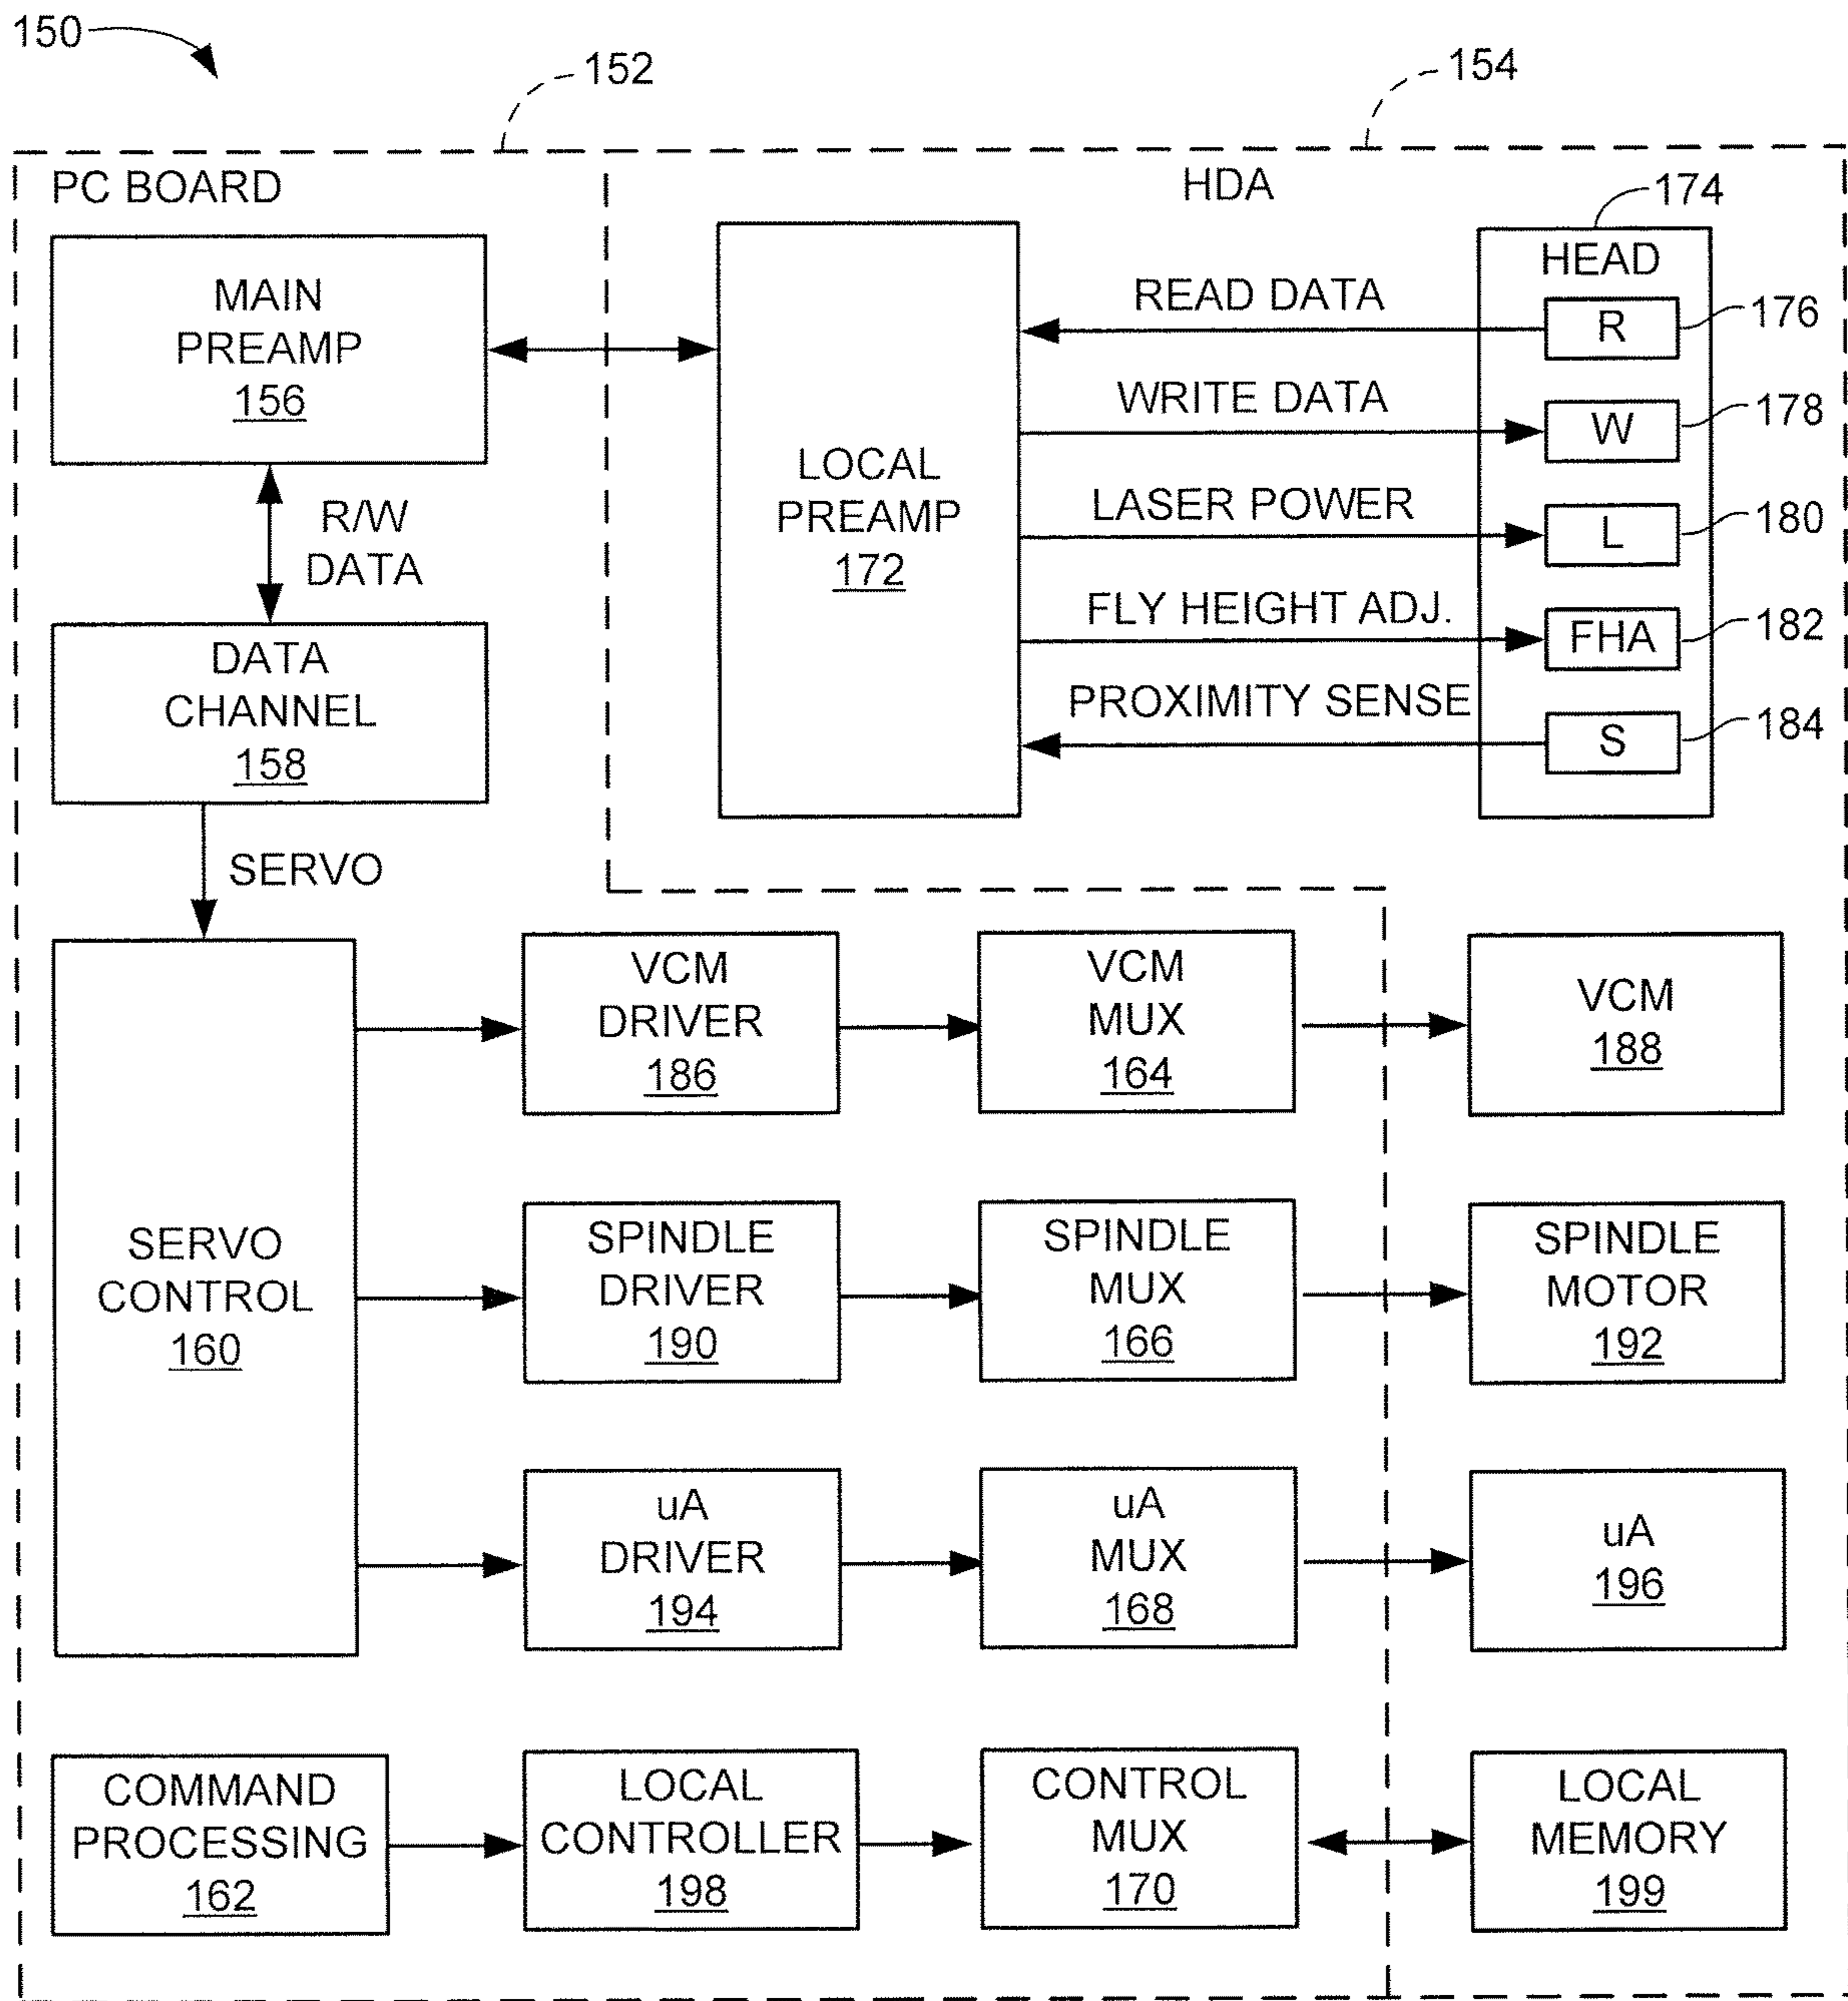 150
152
154
PC BOARD
HDA
174
MAIN
PREAMP
156
LOCAL
PREAMP
172
HEAD
READ DATA
R
176
WRITE DATA
W
178
LASER POWER
L
180
FLY HEIGHT ADJ.
FHA
182
PROXIMITY SENSE
S
184
R/W
DATA
DATA
CHANNEL
158
SERVO
SERVO
CONTROL
160
VCM
DRIVER
186
VCM
MUX
164
VCM
188
SPINDLE
DRIVER
190
SPINDLE
MUX
166
SPINDLE
MOTOR
192
uA
DRIVER
194
uA
MUX
168
uA
196
COMMAND
PROCESSING
162
LOCAL
CONTROLLER
198
CONTROL
MUX
170
LOCAL
MEMORY
199